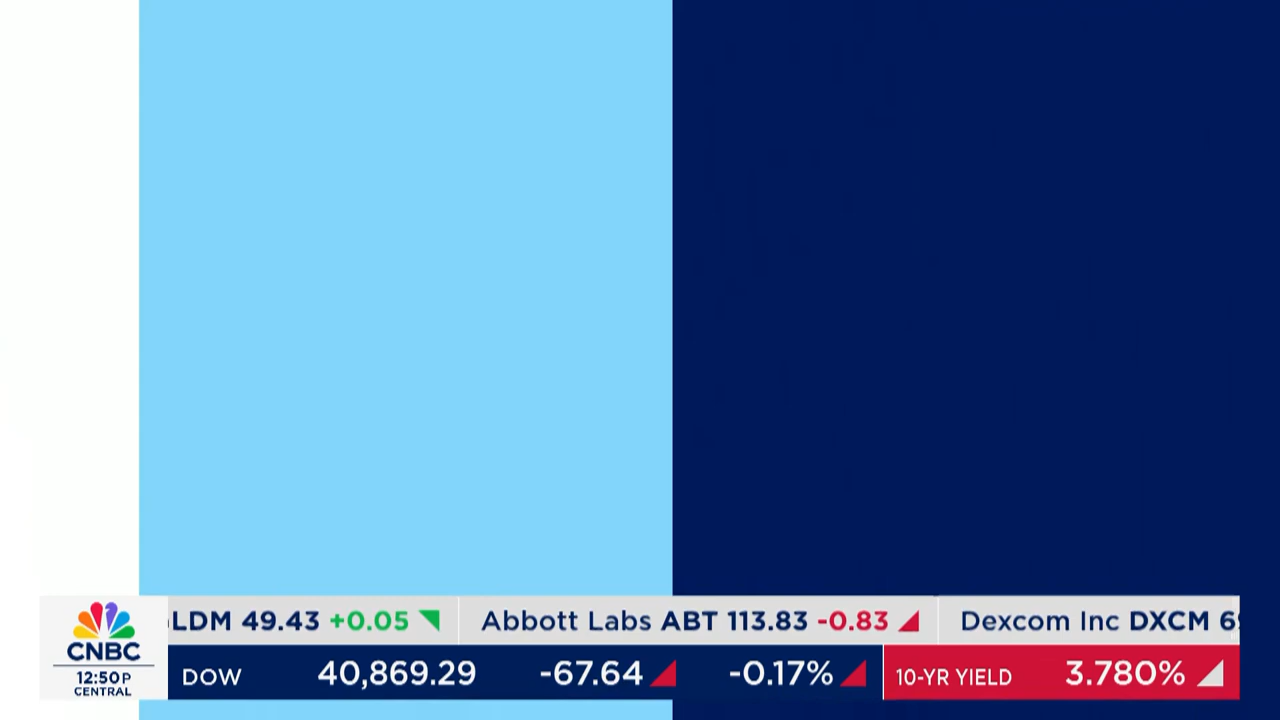 LDM 49.43 +0.05 Abbott Labs ABT 113.83 -0.83 Dexcom Inc DXCM
CNBC
12:50P
CENTRAL
DOW 40,869.29 -67.64 -0.17% 10-YR YIELD 3.780%